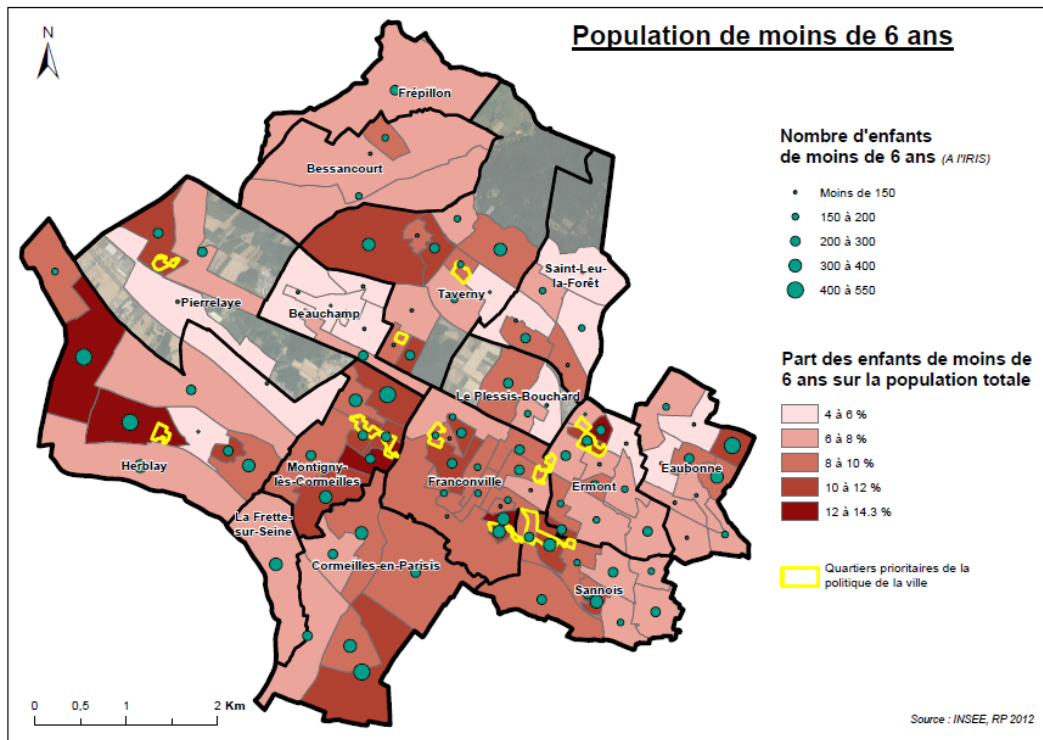 Population de moins de 6 ans
N
Frépillon
Bessancourt
Saint-Leu-
la-Forêt
Taverny
Pierrelaye
Beauchamp
Le Plessis-Bouchard
Herblay
Montigny-
lès-Cormeilles
Franconville
Ermont
Eaubonne
La Frette-
sur-Seine
Cormeilles-en-Parisis
Sannois
Nombre d'enfants
de moins de 6 ans (A l'IRIS)
Moins de 150
150 à 200
200 à 300
300 à 400
400 à 550
Part des enfants de moins de
6 ans sur la population totale
4 à 6 %
6 à 8 %
8 à 10 %
10 à 12 %
12 à 14.3 %
Quartiers prioritaires de la
politique de la ville
0 0,5 1 2 Km
Source : INSEE, RP 2012